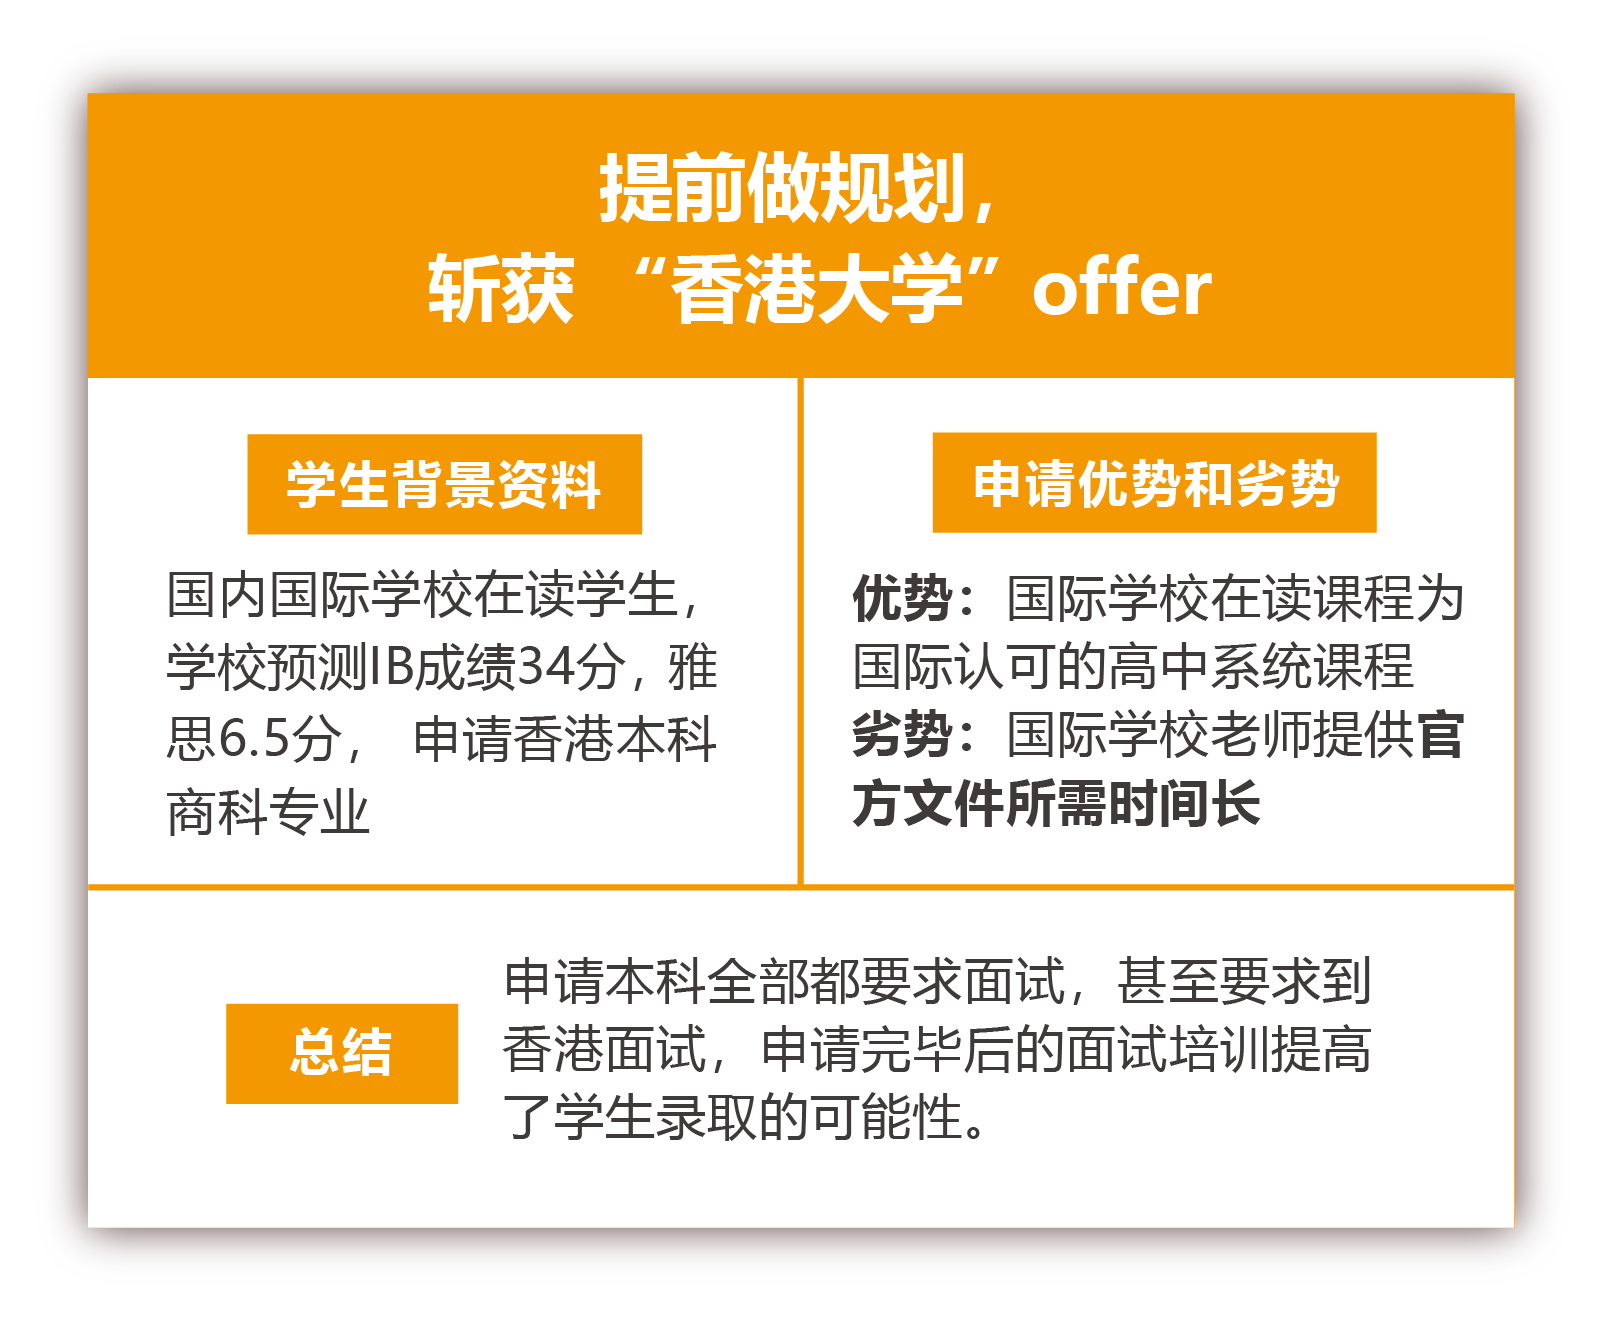 提前做规划，
斩获 “香港大学” offer
学生背景资料
国内国际学校在读学生，
学校预测IB成绩34分，雅
思6.5分， 申请香港本科
商科专业
申请优势和劣势
优势：国际学校在读课程为
国际认可的高中系统课程
劣势：国际学校老师提供官
方文件所需时间长
总结
申请本科全部都要求面试，甚至要求到
香港面试，申请完毕后的面试培训提高
了学生录取的可能性。